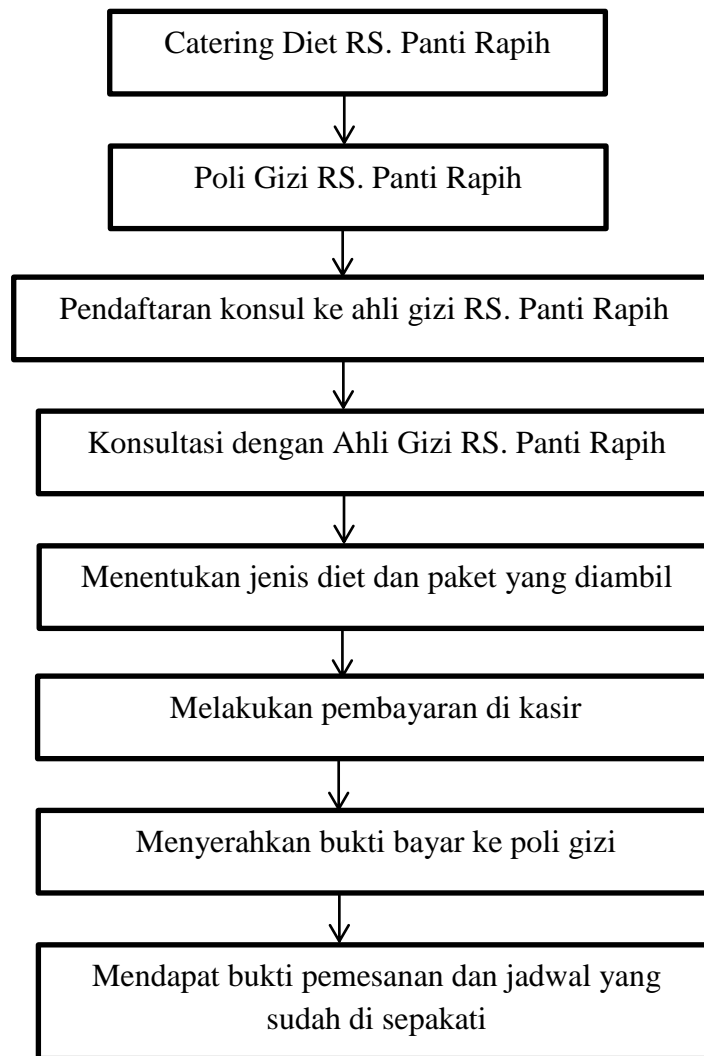 Catering Diet RS. Panti Rapih
Poli Gizi RS. Panti Rapih
Pendaftaran konsul ke ahli gizi RS. Panti Rapih
Konsultasi dengan Ahli Gizi RS. Panti Rapih
Menentukan jenis diet dan paket yang diambil
Melakukan pembayaran di kasir
Menyerahkan bukti bayar ke poli gizi
Mendapat bukti pemesanan dan jadwal yang
sudah di sepakati